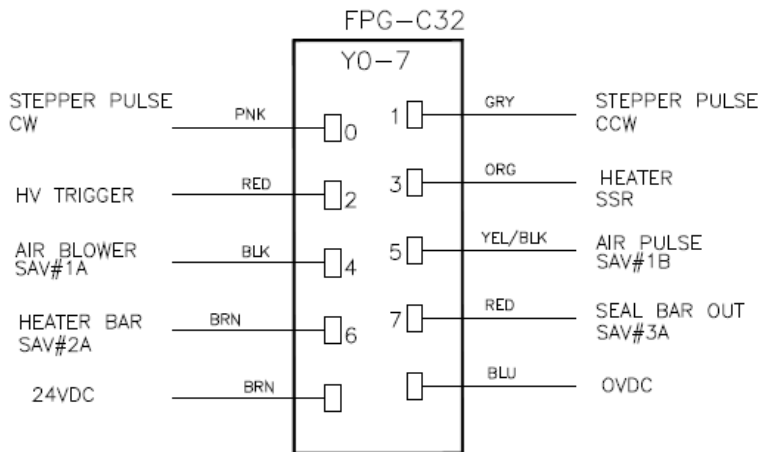 FPG-C32
Y0-7
STEPPER PULSE
CW
PNK
0
1
GRY
STEPPER PULSE
CCW
HV TRIGGER
RED
2
3
ORG
HEATER
SSR
AIR BLOWER
SAV#1A
BLK
4
5
YEL/BLK
AIR PULSE
SAV#1B
HEATER BAR
SAV#2A
BRN
6
7
RED
SEAL BAR OUT
SAV#3A
24VDC
BRN
BLU
0VDC